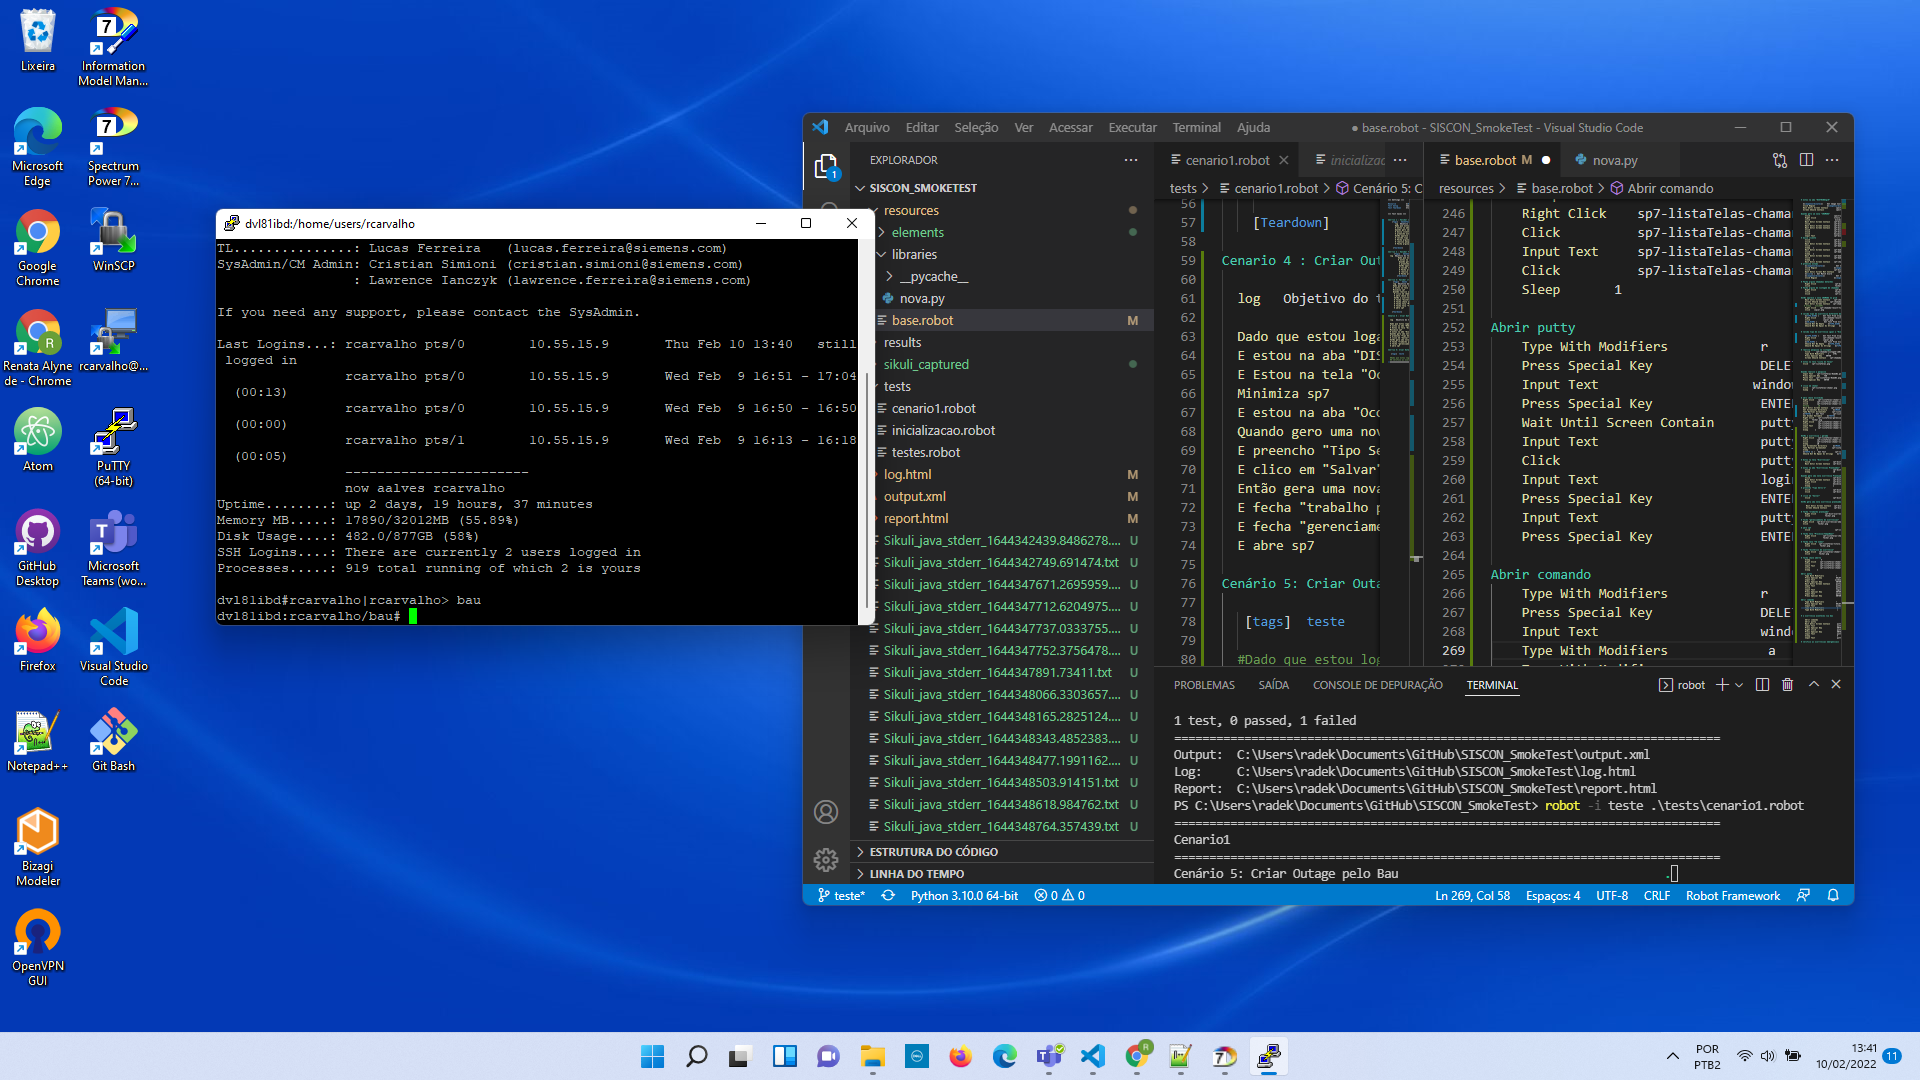 Lixeira
Information
Model Man...
Microsoft
Edge
Spectrum
Power 7...
Google
Chrome
WinSCP
Renata Alyne
de - Chrome
rcarvalho@...
Atom
PuTTY
(64-bit)
GitHub
Desktop
Microsoft
Teams (wo...
Firefox
Visual Studio
Code
Notepad++
Git Bash
Bizagi
Modeler
OpenVPN
GUI
dvl81ibd:/home/users/rcarvalho
TL...............: Lucas Ferreira (lucas.ferreira@siemens.com)
SysAdmin/CM Admin: Cristian Simioni (cristian.simioni@siemens.com)
: Lawrence Ianczyk (lawrence.ferreira@siemens.com)
If you need any support, please contact the SysAdmin.
Last Logins...: rcarvalho pts/0 10.55.15.9 Thu Feb 10 13:40 still
logged in
rcarvalho pts/0 10.55.15.9 Wed Feb 9 16:51 - 17:04
(00:13)
rcarvalho pts/0 10.55.15.9 Wed Feb 9 16:50 - 16:50
(00:00)
rcarvalho pts/1 10.55.15.9 Wed Feb 9 16:13 - 16:18
(00:05)
-----------------------
now aalves rcarvalho
Uptime........: up 2 days, 19 hours, 37 minutes
Memory MB.....: 17890/32012MB (55.89%)
Disk Usage....: 482.0/877GB (58%)
SSH Logins....: There are currently 2 users logged in
Processes.....: 919 total running of which 2 is yours
dvl81ibd#rcarvalho|rcarvalho> bau
dvl81ibd:rcarvalho/bau#
Arquivo Editar Seleção Ver Acessar Executar Terminal Ajuda
● base.robot - SISCON_SmokeTest - Visual Studio Code
1
EXPLORADOR
SISCON_SMOKETEST
resources
elements
libraries
__pycache__
nova.py
base.robot M
results
sikuli_captured
tests
cenario1.robot
inicializacao.robot
testes.robot
log.html M
output.xml M
report.html M
Sikuli_java_stderr_1644342439.8486278.... U
Sikuli_java_stderr_1644342749.691474.txt U
Sikuli_java_stderr_1644347671.2695959.... U
Sikuli_java_stderr_1644347712.6204975.... U
Sikuli_java_stderr_1644347737.0333755.... U
Sikuli_java_stderr_1644347752.3756478.... U
Sikuli_java_stderr_1644347891.73411.txt U
Sikuli_java_stderr_1644348066.3303657.... U
Sikuli_java_stderr_1644348165.2825124.... U
Sikuli_java_stderr_1644348343.4852383.... U
Sikuli_java_stderr_1644348477.1991162.... U
Sikuli_java_stderr_1644348503.914151.txt U
Sikuli_java_stderr_1644348618.984762.txt U
Sikuli_java_stderr_1644348764.357439.txt U
ESTRUTURA DO CÓDIGO
LINHA DO TEMPO
cenario1.robot inicializac
tests > cenario1.robot > Cenário 5: C
56
57 [Teardown]
58
59 Cenario 4 : Criar Out
60
61 log Objetivo do t
62
63 Dado que estou loga
64 E estou na aba "DIS
65 E Estou na tela "Oc
66 Minimiza sp7
67 E estou na aba "Oco
68 Quando gero uma nov
69 E preencho "Tipo Se
70 E clico em "Salvar"
71 Então gera uma nova
72 E fecha "trabalho p
73 E fecha "gerenciame
74 E abre sp7
75
76 Cenário 5: Criar Outa
77
78 [tags] teste
79
80 #Dado que estou log
base.robot M nova.py
resources > base.robot > Abrir comando
246 Right Click sp7-listaTelas-chama
247 Click sp7-listaTelas-chama
248 Input Text sp7-listaTelas-chama
249 Click sp7-listaTelas-chama
250 Sleep 1
251
252 Abrir putty
253 Type With Modifiers r
254 Press Special Key DELE
255 Input Text window
256 Press Special Key ENTE
257 Wait Until Screen Contain putt
258 Input Text putt
259 Click putt
260 Input Text logi
261 Press Special Key ENTE
262 Input Text putt
263 Press Special Key ENTE
264
265 Abrir comando
266 Type With Modifiers r
267 Press Special Key DELE
268 Input Text wind
269 Type With Modifiers a
PROBLEMAS SAÍDA CONSOLE DE DEPURAÇÃO TERMINAL
robot
1 test, 0 passed, 1 failed
==============================================================================
Output: C:\Users\radek\Documents\GitHub\SISCON_SmokeTest\output.xml
Log: C:\Users\radek\Documents\GitHub\SISCON_SmokeTest\log.html
Report: C:\Users\radek\Documents\GitHub\SISCON_SmokeTest\report.html
PS C:\Users\radek\Documents\GitHub\SISCON_SmokeTest> robot -i teste .\tests\cenario1.robot
==============================================================================
Cenario1
==============================================================================
Cenário 5: Criar Outage pelo Bau .
teste* Python 3.10.0 64-bit 0 0
Ln 269, Col 58 Espaços: 4 UTF-8 CRLF Robot Framework
POR
PTB2
13:41
10/02/2022
11